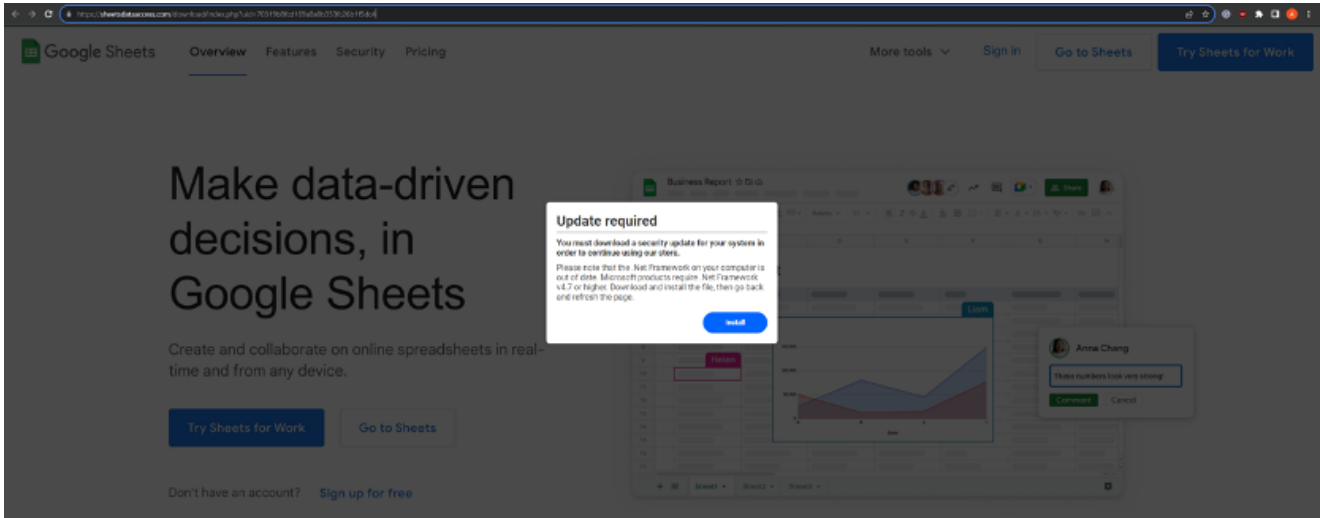 Google Sheets Overview Features Security Pricing More tools Sign in Go to Sheets Try Sheets for Work
Make data-driven
decisions, in
Google Sheets
Create and collaborate on online spreadsheets in real-
time and from any device.
Try Sheets for Work Go to Sheets
Don't have an account? Sign up for free
Update required
You must download a security update for your system in
order to continue using our store.
Please note that the .Net Framework on your computer is
out of date. Microsoft products require .Net Framework
v4.7 or higher. Download and install the file, then go back
and refresh the page.
Install
Business Report
Share
Liam
Helen
Anna Chang
These numbers look very strong!
Comment Cancel
Sheet1 Sheet2 Sheet3